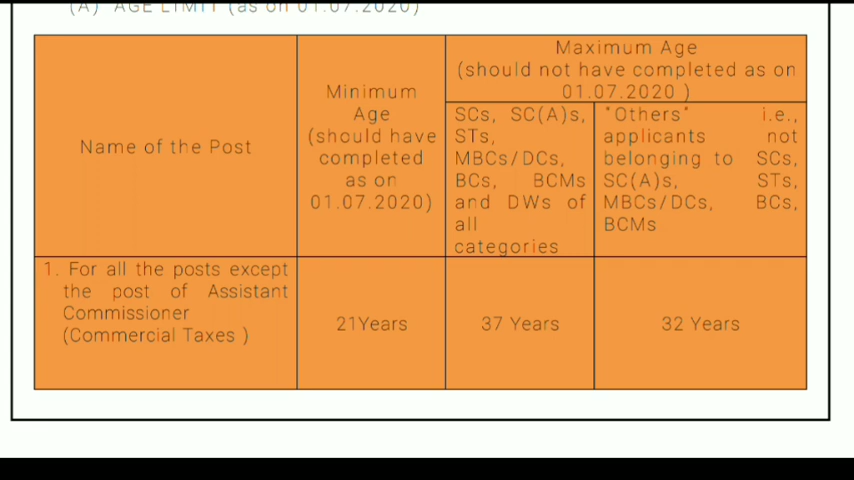 (A) AGE LIMIT (as on 01.07.2020)
Name of the Post
Minimum
Age
(should have
completed
as on
01.07.2020)
Maximum Age
(should not have completed as on
01.07.2020 )
SCs, SC(A)s,
STs,
MBCs/DCs,
BCs, BCMs
and DWs of
all
categories
"Others" i.e.,
applicants not
belonging to SCs,
SC(A)s, STs,
MBCs/DCs, BCs,
BCMs
1. For all the posts except
the post of Assistant
Commissioner
(Commercial Taxes )
21Years
37 Years
32 Years